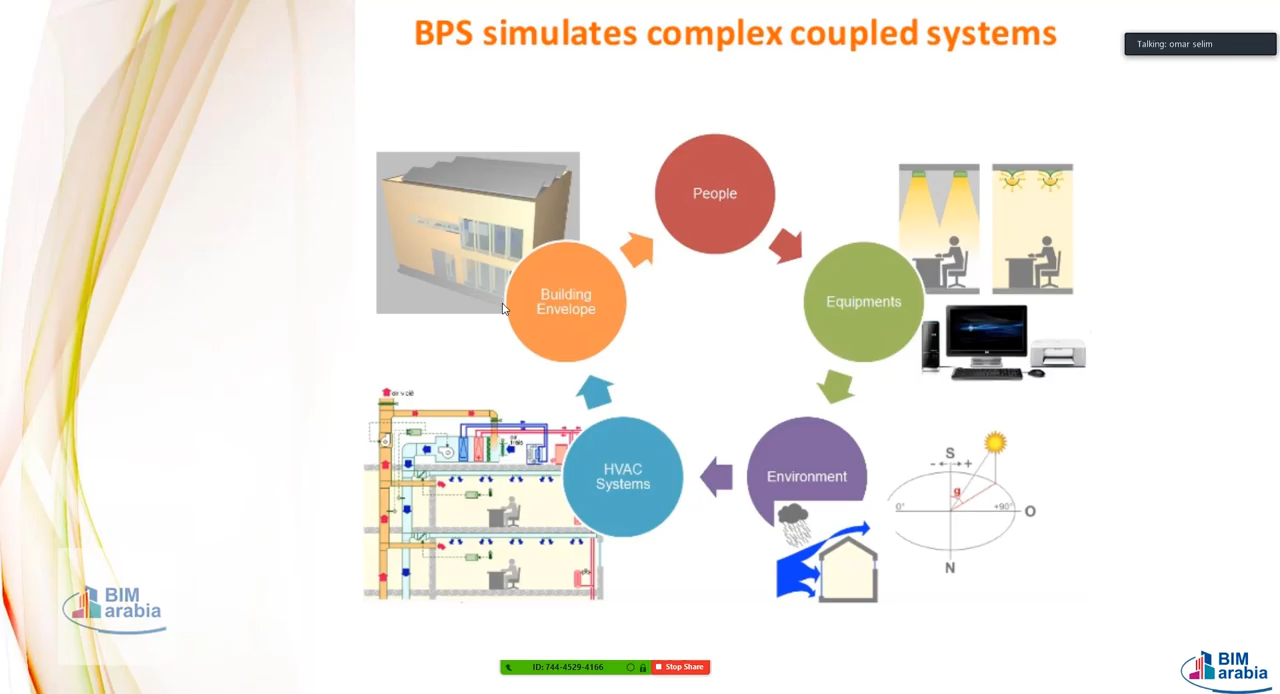 BPS simulates complex coupled systems
Talking: omar selim
People
Building
Envelope
Equipments
HVAC
Systems
Environment
S
- +
g
0°
+90°
O
N
BIM
arabia
ID: 744-4529-4166
Stop Share
BIM
arabia